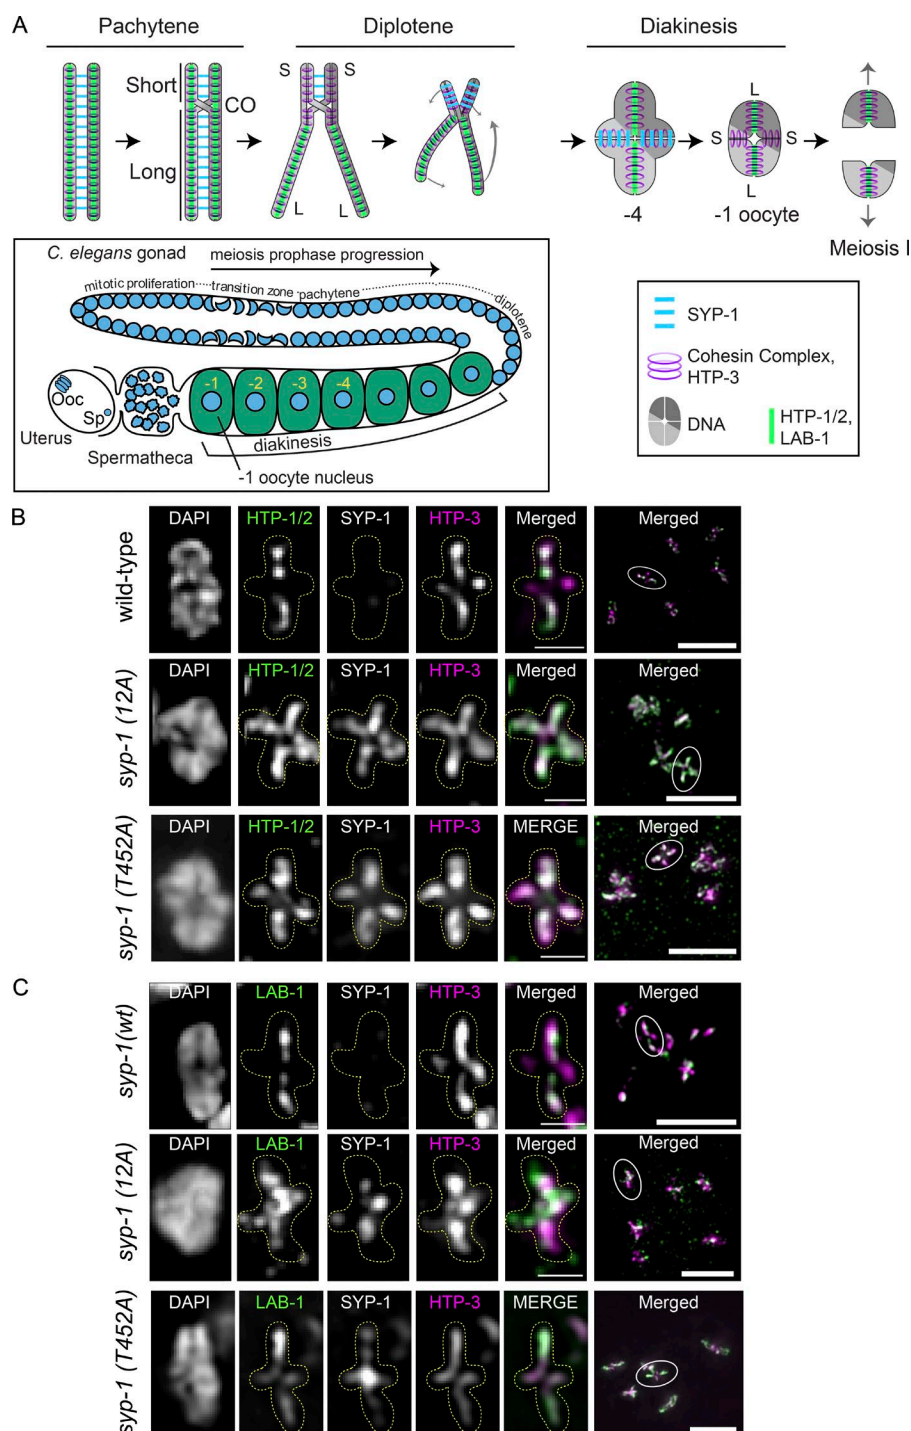 A
Pachytene
Diplotene
Diakinesis
Short
CO
Long
S
S
L
L
L
S
S
L
-4
-1 oocyte
Meiosis I
C. elegans gonad
meiosis prophase progression
mitotic proliferation
transition zone
pachytene
diplotene
-1
-2
-3
-4
Ooc
Sp
Uterus
Spermatheca
diakinesis
-1 oocyte nucleus
SYP-1
Cohesin Complex,
HTP-3
DNA
HTP-1/2,
LAB-1
B
wild-type
DAPI HTP-1/2 SYP-1 HTP-3 Merged Merged
syp-1 (12A)
DAPI HTP-1/2 SYP-1 HTP-3 Merged Merged
syp-1 (T452A)
DAPI HTP-1/2 SYP-1 HTP-3 MERGE Merged
C
syp-1(wt)
DAPI LAB-1 SYP-1 HTP-3 Merged Merged
syp-1 (12A)
DAPI LAB-1 SYP-1 HTP-3 Merged Merged
syp-1 (T452A)
DAPI LAB-1 SYP-1 HTP-3 MERGE Merged